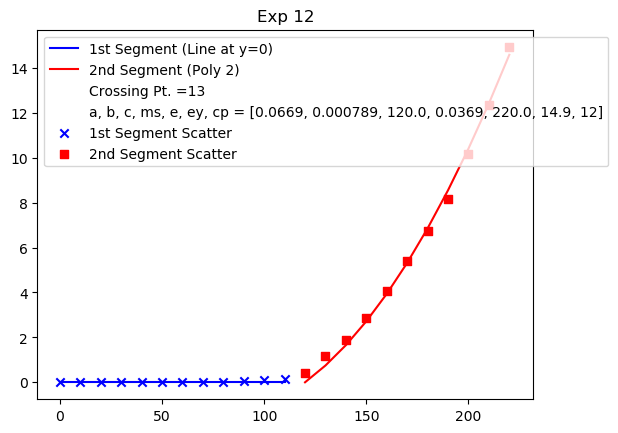 Exp 12
1st Segment (Line at y=0)
2nd Segment (Poly 2)
Crossing Pt. =13
a, b, c, ms, e, ey, cp = [0.0669, 0.000789, 120.0, 0.0369, 220.0, 14.9, 12]
1st Segment Scatter
2nd Segment Scatter
14
12
10
8
6
4
2
0
0 50 100 150 200